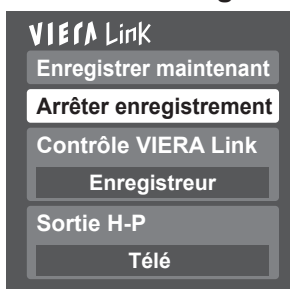 VIERA Link
Enregistrer maintenant
Arrêter enregistrement
Contrôle VIERA Link
Enregistreur
Sortie H-P
Télé